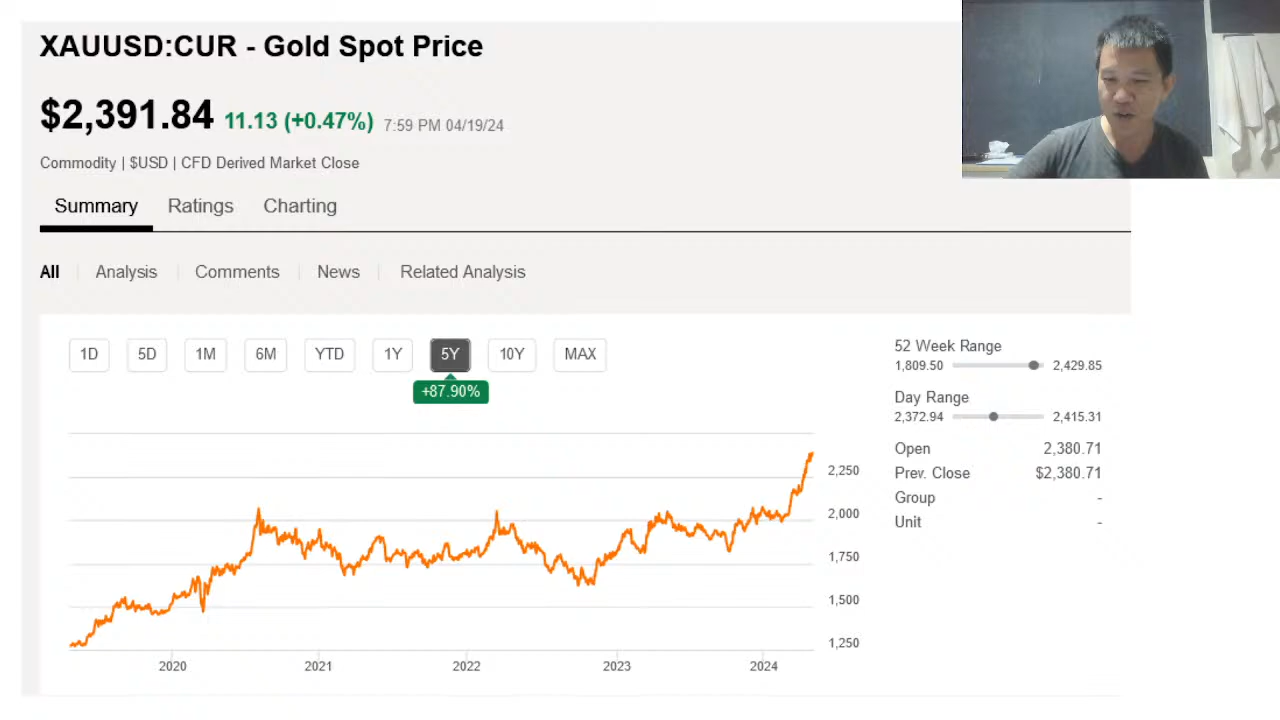 XAUUSD:CUR - Gold Spot Price
$2,391.84 11.13 (+0.47%) 7:59 PM 04/19/24
Commodity | $USD | CFD Derived Market Close
Summary Ratings Charting
All Analysis Comments News Related Analysis
1D 5D 1M 6M YTD 1Y 5Y 10Y MAX
+87.90%
2,250
2,000
1,750
1,500
1,250
2020 2021 2022 2023 2024
52 Week Range
1,809.50 2,429.85
Day Range
2,372.94 2,415.31
Open 2,380.71
Prev. Close $2,380.71
Group -
Unit -